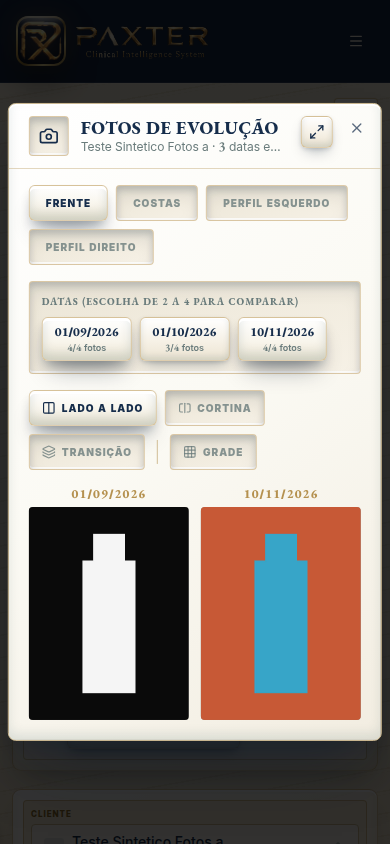 PAXTER
Clinical Intelligence System
FOTOS DE EVOLUÇÃO
Teste Sintetico Fotos a · 3 datas e...
FRENTE
COSTAS
PERFIL ESQUERDO
PERFIL DIREITO
DATAS (ESCOLHA DE 2 A 4 PARA COMPARAR)
01/09/2026
01/10/2026
10/11/2026
4/4 fotos
3/4 fotos
4/4 fotos
LADO A LADO
CORTINA
TRANSIÇÃO
GRADE
01/09/2026
10/11/2026
CLIENTE
Teste Sintetico Fotos a